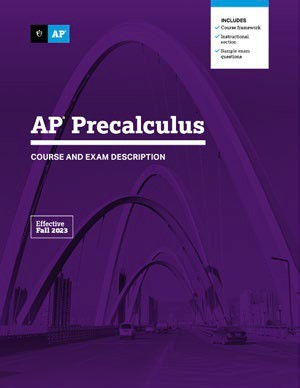 AP®
INCLUDES
✓ Course framework
✓ Instructional
section
✓ Sample exam
questions
AP® Precalculus
COURSE AND EXAM DESCRIPTION
Effective
Fall 2023